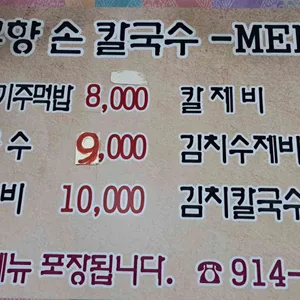 고향 손 칼국수 -MEN
기주먹밥 8,000 칼 제 비
수 9,000 김치수제비
비 10,000 김치칼국수
메뉴 포장됩니다. ☎914-